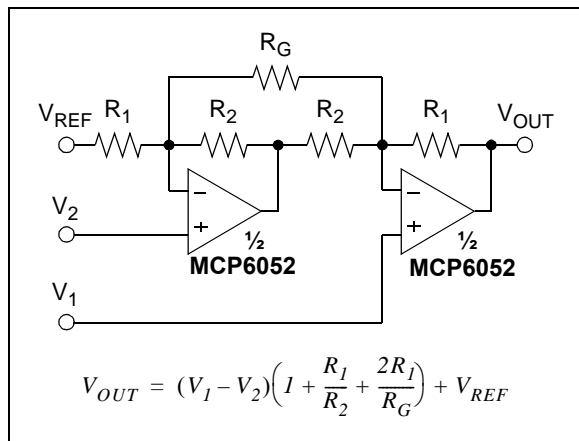 R_G
V_REF R_1 R_2 R_2 R_1 V_OUT
−
+
−
+
V_2
½
MCP6052
½
MCP6052
V_1
V_OUT = (V_1 − V_2)(1 + R_1/R_2 + 2R_1/R_G) + V_REF